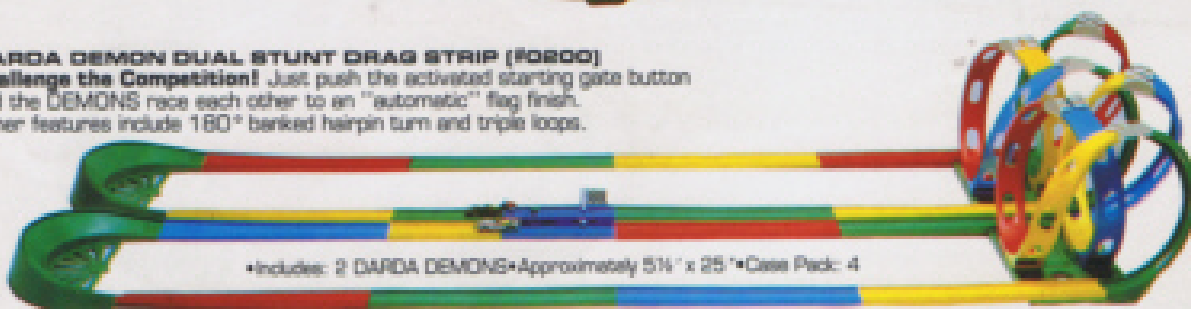 ARDA DEMON DUAL STUNT DRAG STRIP (#0200)
allenge the Competition! Just push the activated starting gate button
the DEMONS race each other to an "automatic" flag finish.
her features include 180° banked hairpin turn and triple loops.
•Includes: 2 DARDA DEMONS•Approximately x 25 "•Case Pack: 4